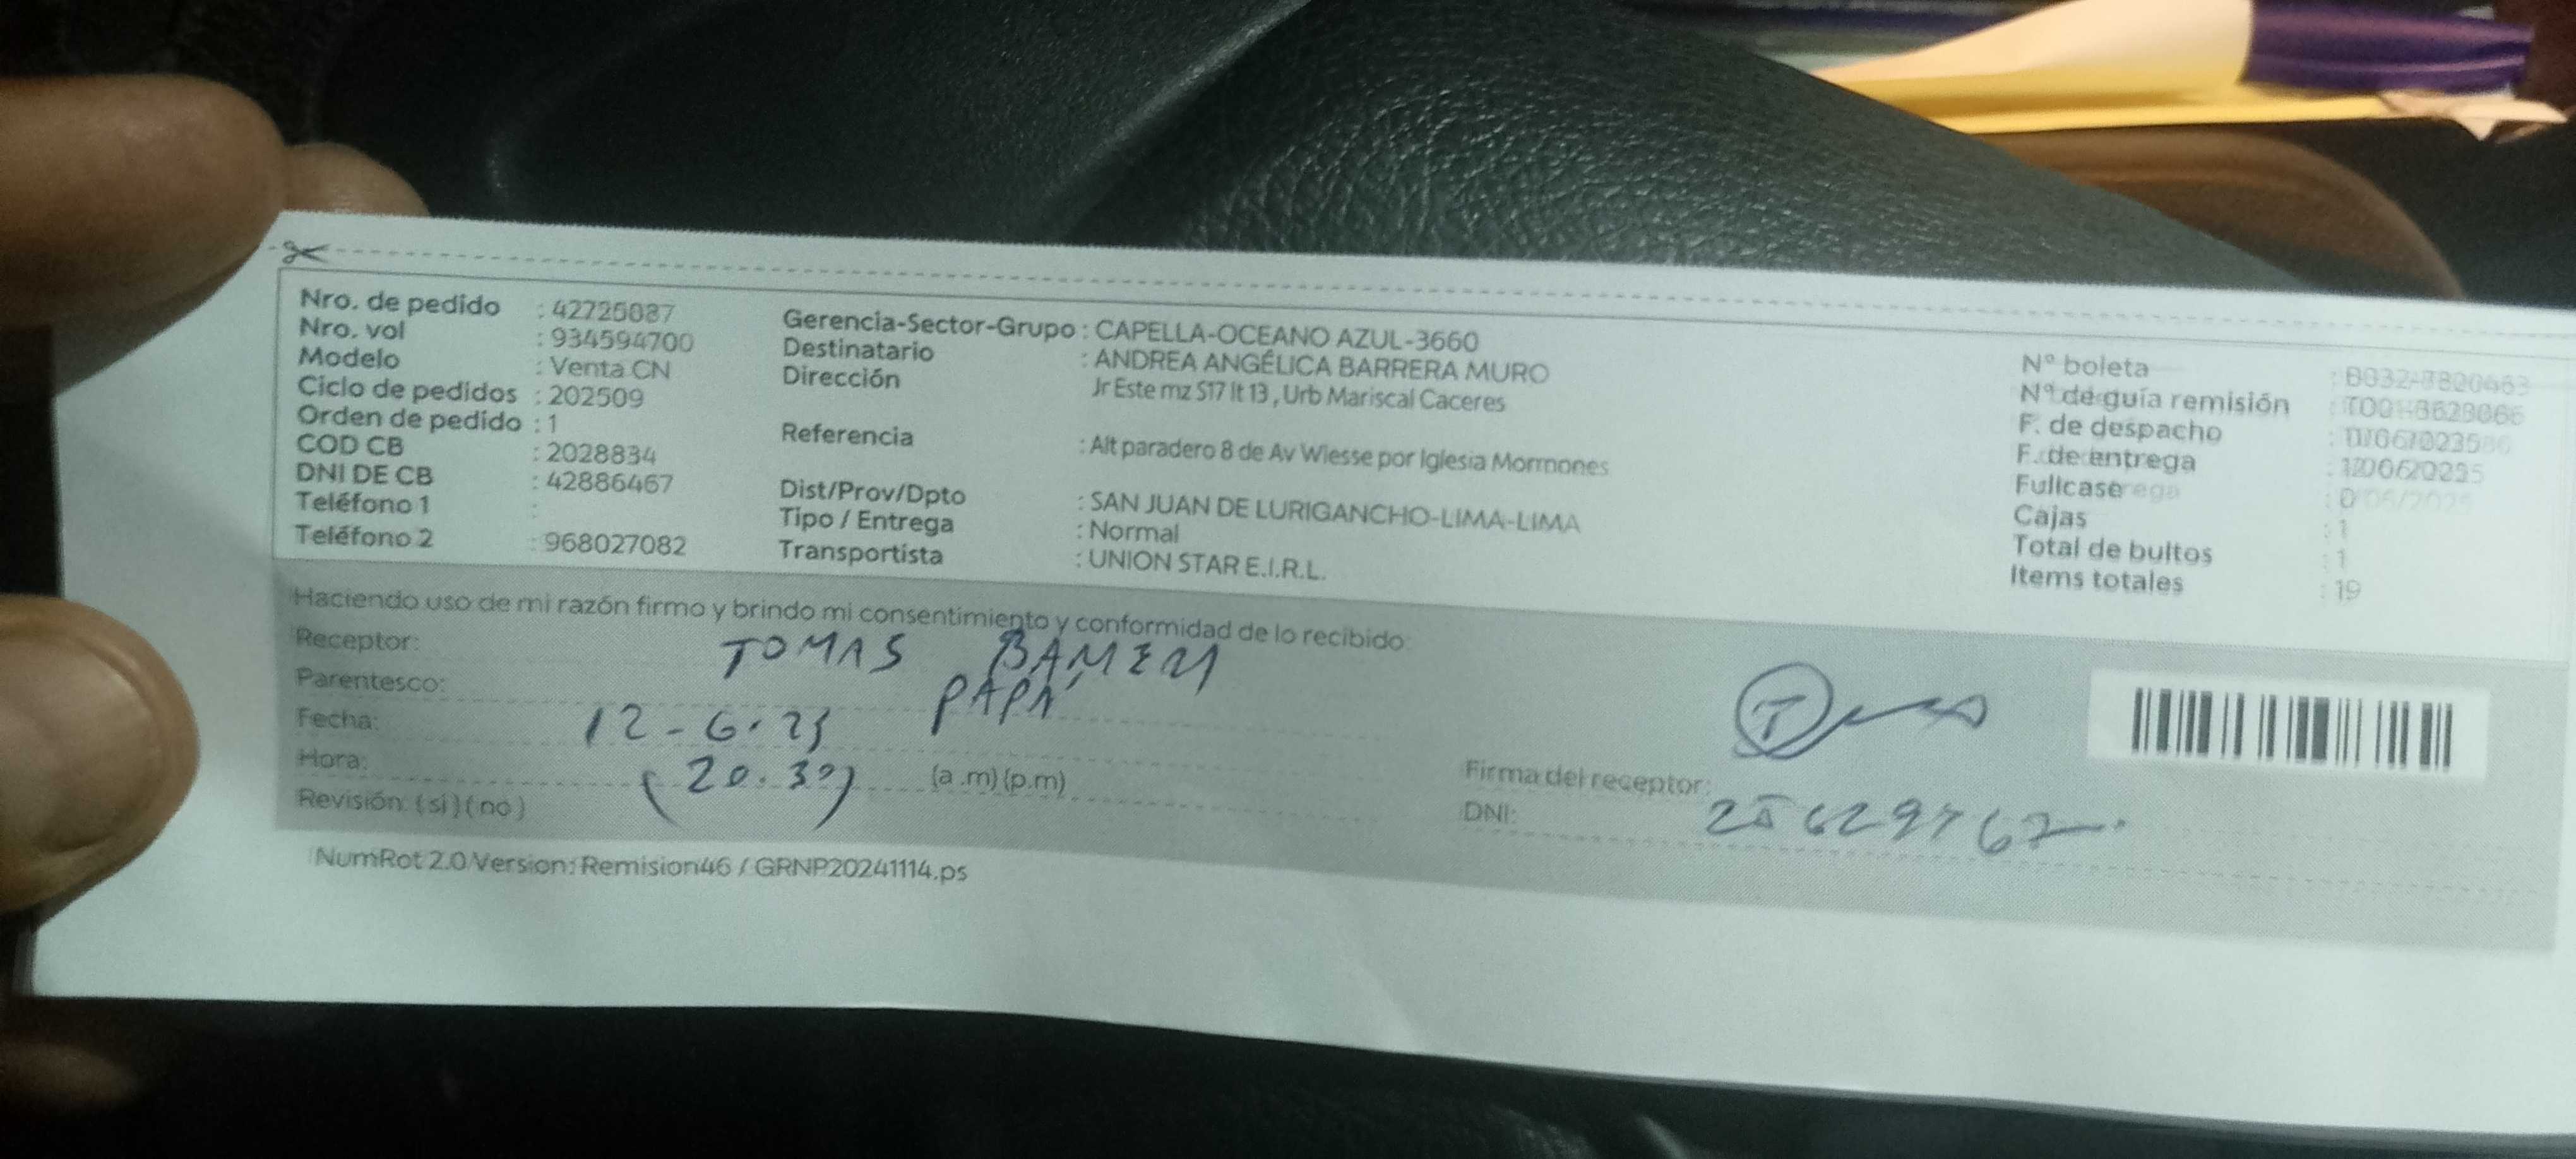 Nro. de pedido : 42725087
Nro. vol : 934594700
Modelo : Venta CN
Ciclo de pedidos : 202509
Orden de pedido : 1
COD CB : 2028834
DNI DE CB : 42886467
Teléfono 1 :
Teléfono 2 : 968027082
Gerencia-Sector-Grupo : CAPELLA-OCEANO AZUL-3660
Destinatario : ANDREA ANGÉLICA BARRERA MURO
Dirección Jr Este mz S17 lt 13 , Urb Mariscal Caceres
Referencia : Alt paradero 8 de Av Wiesse por Iglesia Mormones
Dist/Prov/Dpto : SAN JUAN DE LURIGANCHO-LIMA-LIMA
Tipo / Entrega : Normal
Transportista : UNION STAR E.I.R.L.
N° boleta :
N° de guía remisión :
F. de despacho :
F. de entrega :
Fullcase :
Cajas : 1
Total de bultos : 1
Items totales : 19
Haciendo uso de mi razón firmo y brindo mi consentimiento y conformidad de lo recibido:
Receptor: TOMAS
Parentesco: PAPÁ
Fecha: 12-6.25
Hora: (20.30) (a .m) (p.m)
Revisión: ( si ) ( no )
Firma del receptor:
DNI:
NumRot 2.0 Version: Remision46 / GRNP20241114.ps